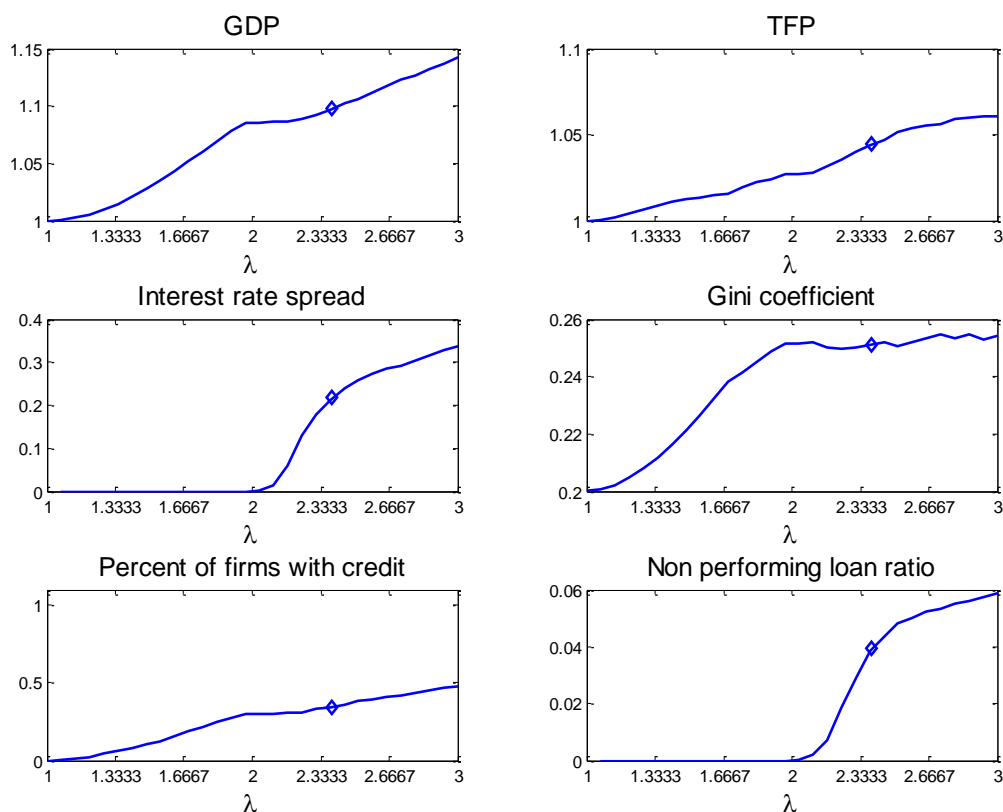 GDP
1.15
1.1
1.05
1
1 1.3333 1.6667 2 2.3333 2.6667 3
λ
TFP
1.1
1.05
1
1 1.3333 1.6667 2 2.3333 2.6667 3
λ
Interest rate spread
0.4
0.3
0.2
0.1
0
1 1.3333 1.6667 2 2.3333 2.6667 3
λ
Gini coefficient
0.26
0.24
0.22
0.2
1 1.3333 1.6667 2 2.3333 2.6667 3
λ
Percent of firms with credit
1
0.5
0
1 1.3333 1.6667 2 2.3333 2.6667 3
λ
Non performing loan ratio
0.06
0.04
0.02
0
1 1.3333 1.6667 2 2.3333 2.6667 3
λ